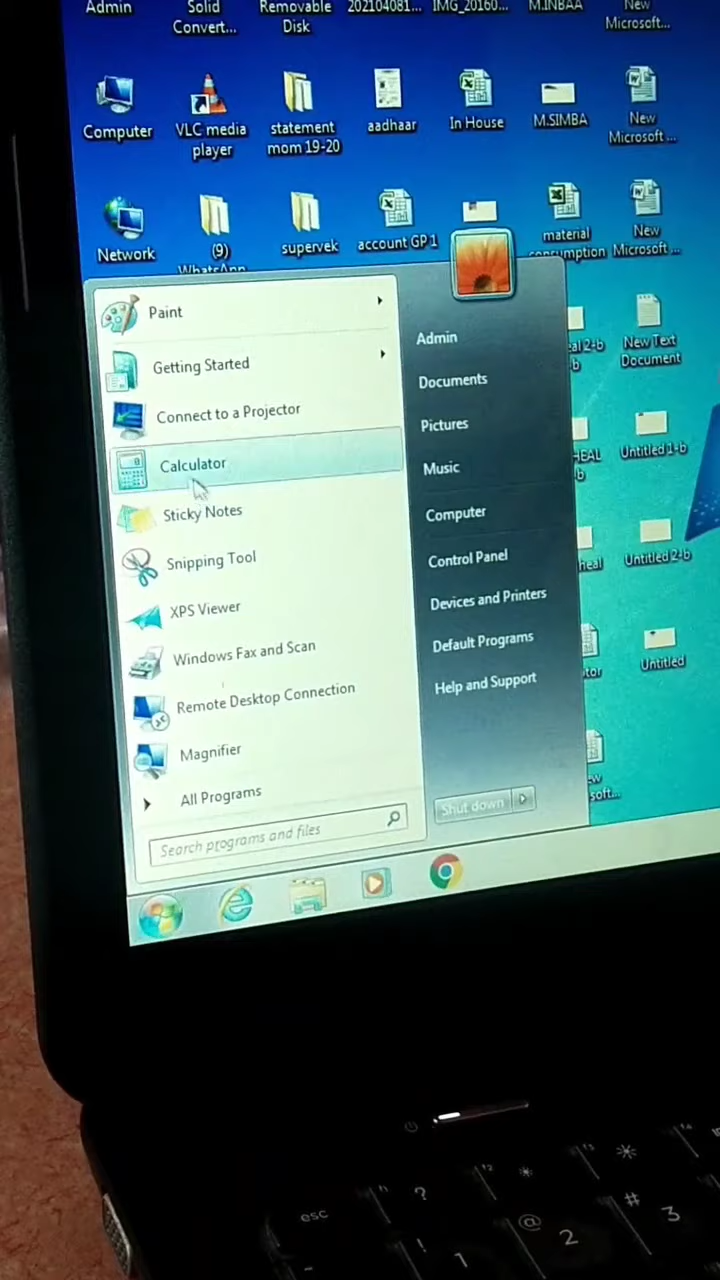 Admin
Solid
Convert...
Removable
Disk
202104081...
IMG_20160...
M.INBAA
New
Microsoft...
Computer
VLC media
player
statement
mom 19-20
aadhaar
In House
M.SIMBA
New
Microsoft ...
Network
(9)
WhatsApp
supervek
account GP 1
material
consumption
New
Microsoft ...
Paint
Getting Started
Connect to a Projector
Calculator
Sticky Notes
Snipping Tool
XPS Viewer
Windows Fax and Scan
Remote Desktop Connection
Magnifier
All Programs
Search programs and files
Admin
Documents
Pictures
Music
Computer
Control Panel
Devices and Printers
Default Programs
Help and Support
Shut down
New Text
Document
Untitled 1-b
Untitled 2-b
Untitled
esc
?
*
*
!
1
@
2
#
3